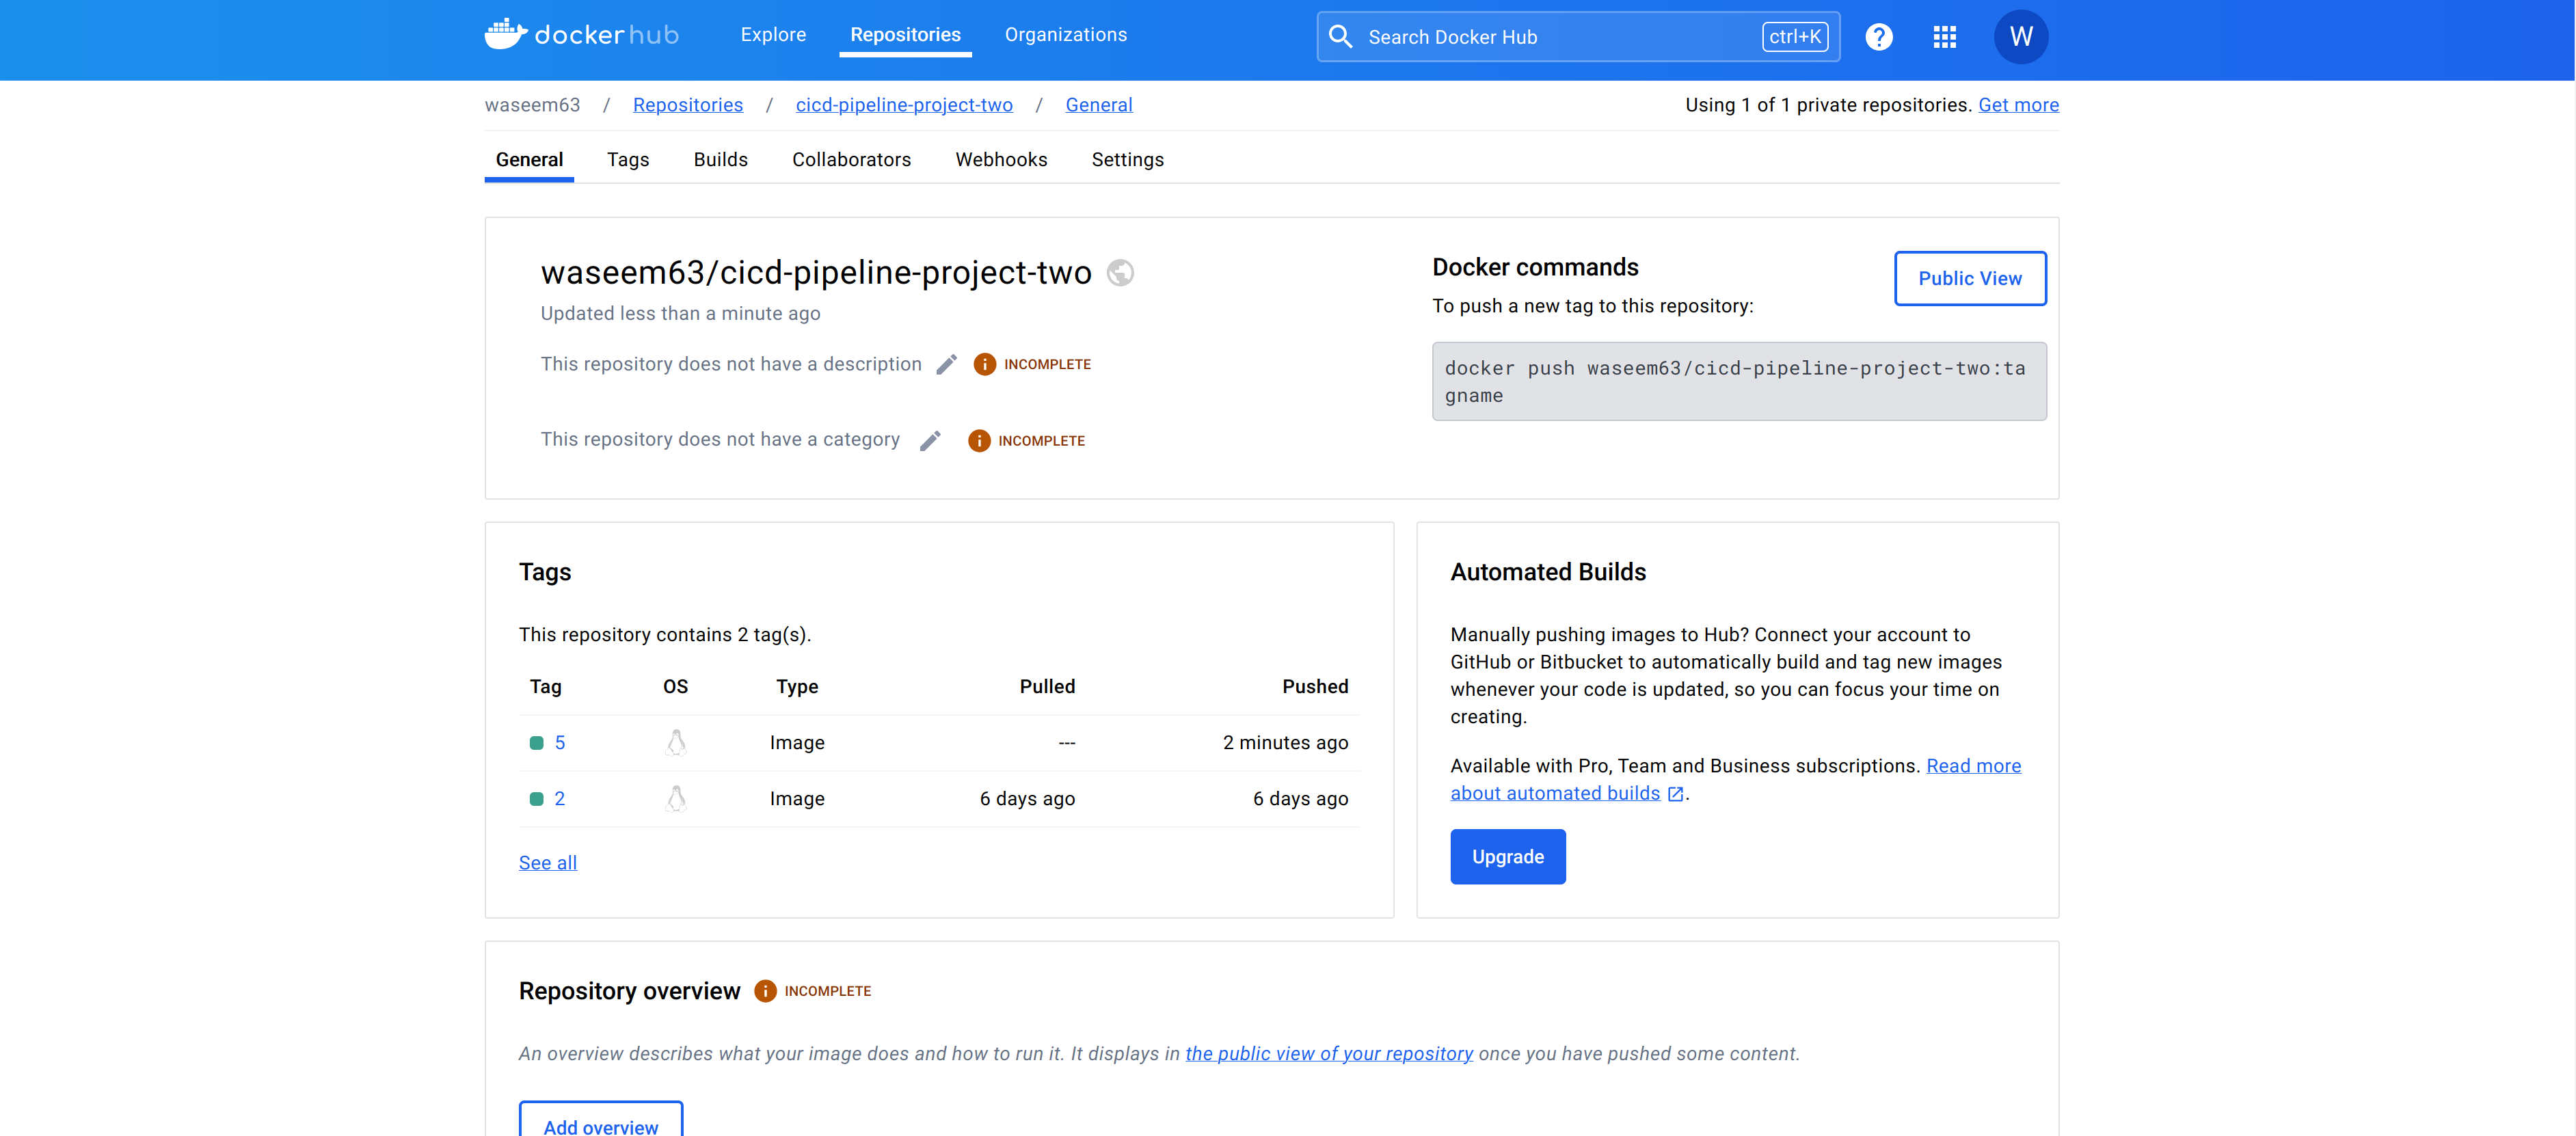 dockerhub
Explore
Repositories
Organizations
Search Docker Hub
ctrl+K
?
W
waseem63 / Repositories / cicd-pipeline-project-two / General
Using 1 of 1 private repositories. Get more
General
Tags
Builds
Collaborators
Webhooks
Settings
waseem63/cicd-pipeline-project-two
Updated less than a minute ago
This repository does not have a description
INCOMPLETE
This repository does not have a category
INCOMPLETE
Docker commands
Public View
To push a new tag to this repository:
docker push waseem63/cicd-pipeline-project-two:ta
gname
Tags
This repository contains 2 tag(s).
Tag OS Type Pulled Pushed
5 Image --- 2 minutes ago
2 Image 6 days ago 6 days ago
See all
Automated Builds
Manually pushing images to Hub? Connect your account to
GitHub or Bitbucket to automatically build and tag new images
whenever your code is updated, so you can focus your time on
creating.
Available with Pro, Team and Business subscriptions. Read more
about automated builds .
Upgrade
Repository overview
INCOMPLETE
An overview describes what your image does and how to run it. It displays in the public view of your repository once you have pushed some content.
Add overview